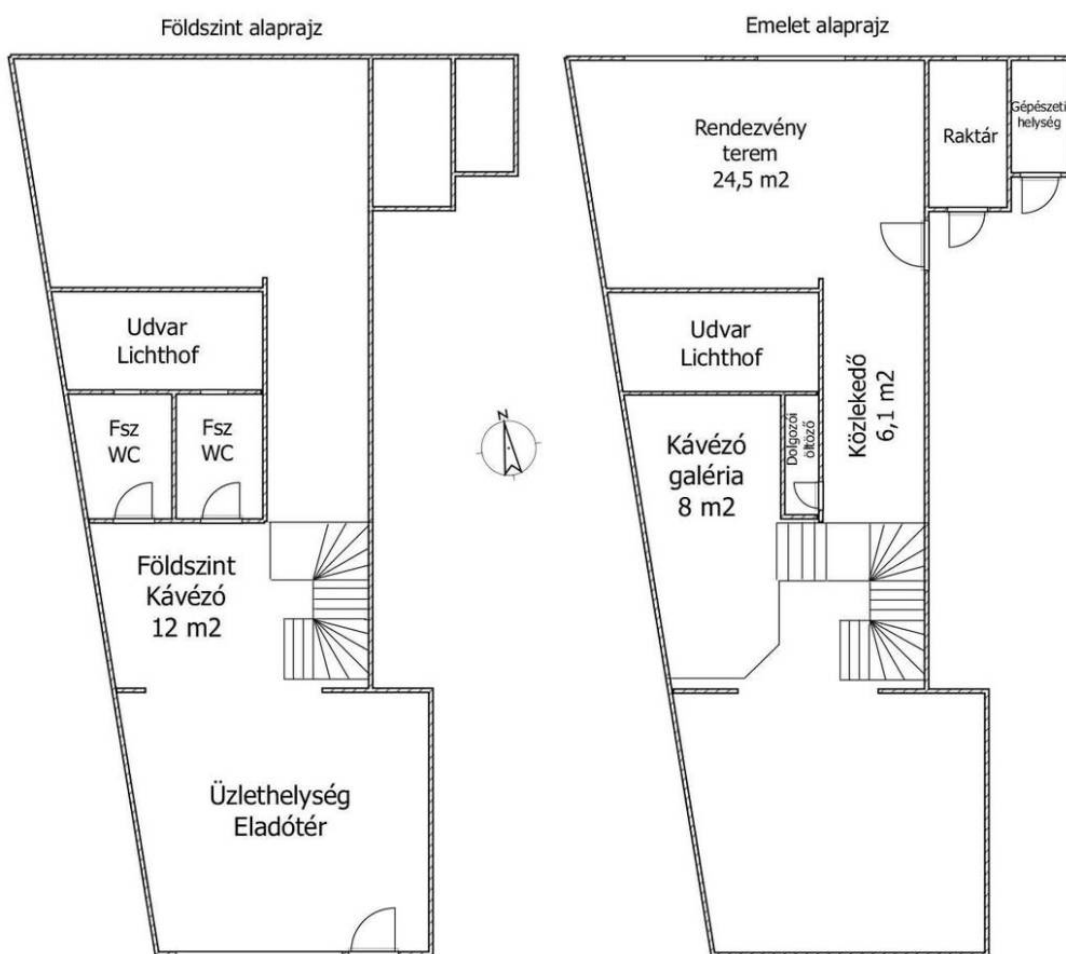 Földszint alaprajz
Udvar
Lichthof
Fsz
WC
Fsz
WC
Földszint
Kávézó
12 m2
Üzlethelység
Eladótér
N
Emelet alaprajz
Rendezvény
terem
24,5 m2
Raktár
Gépészeti
helység
Udvar
Lichthof
Kávézó
galéria
8 m2
Dolgozói
öltöző
Közlekedő
6,1 m2